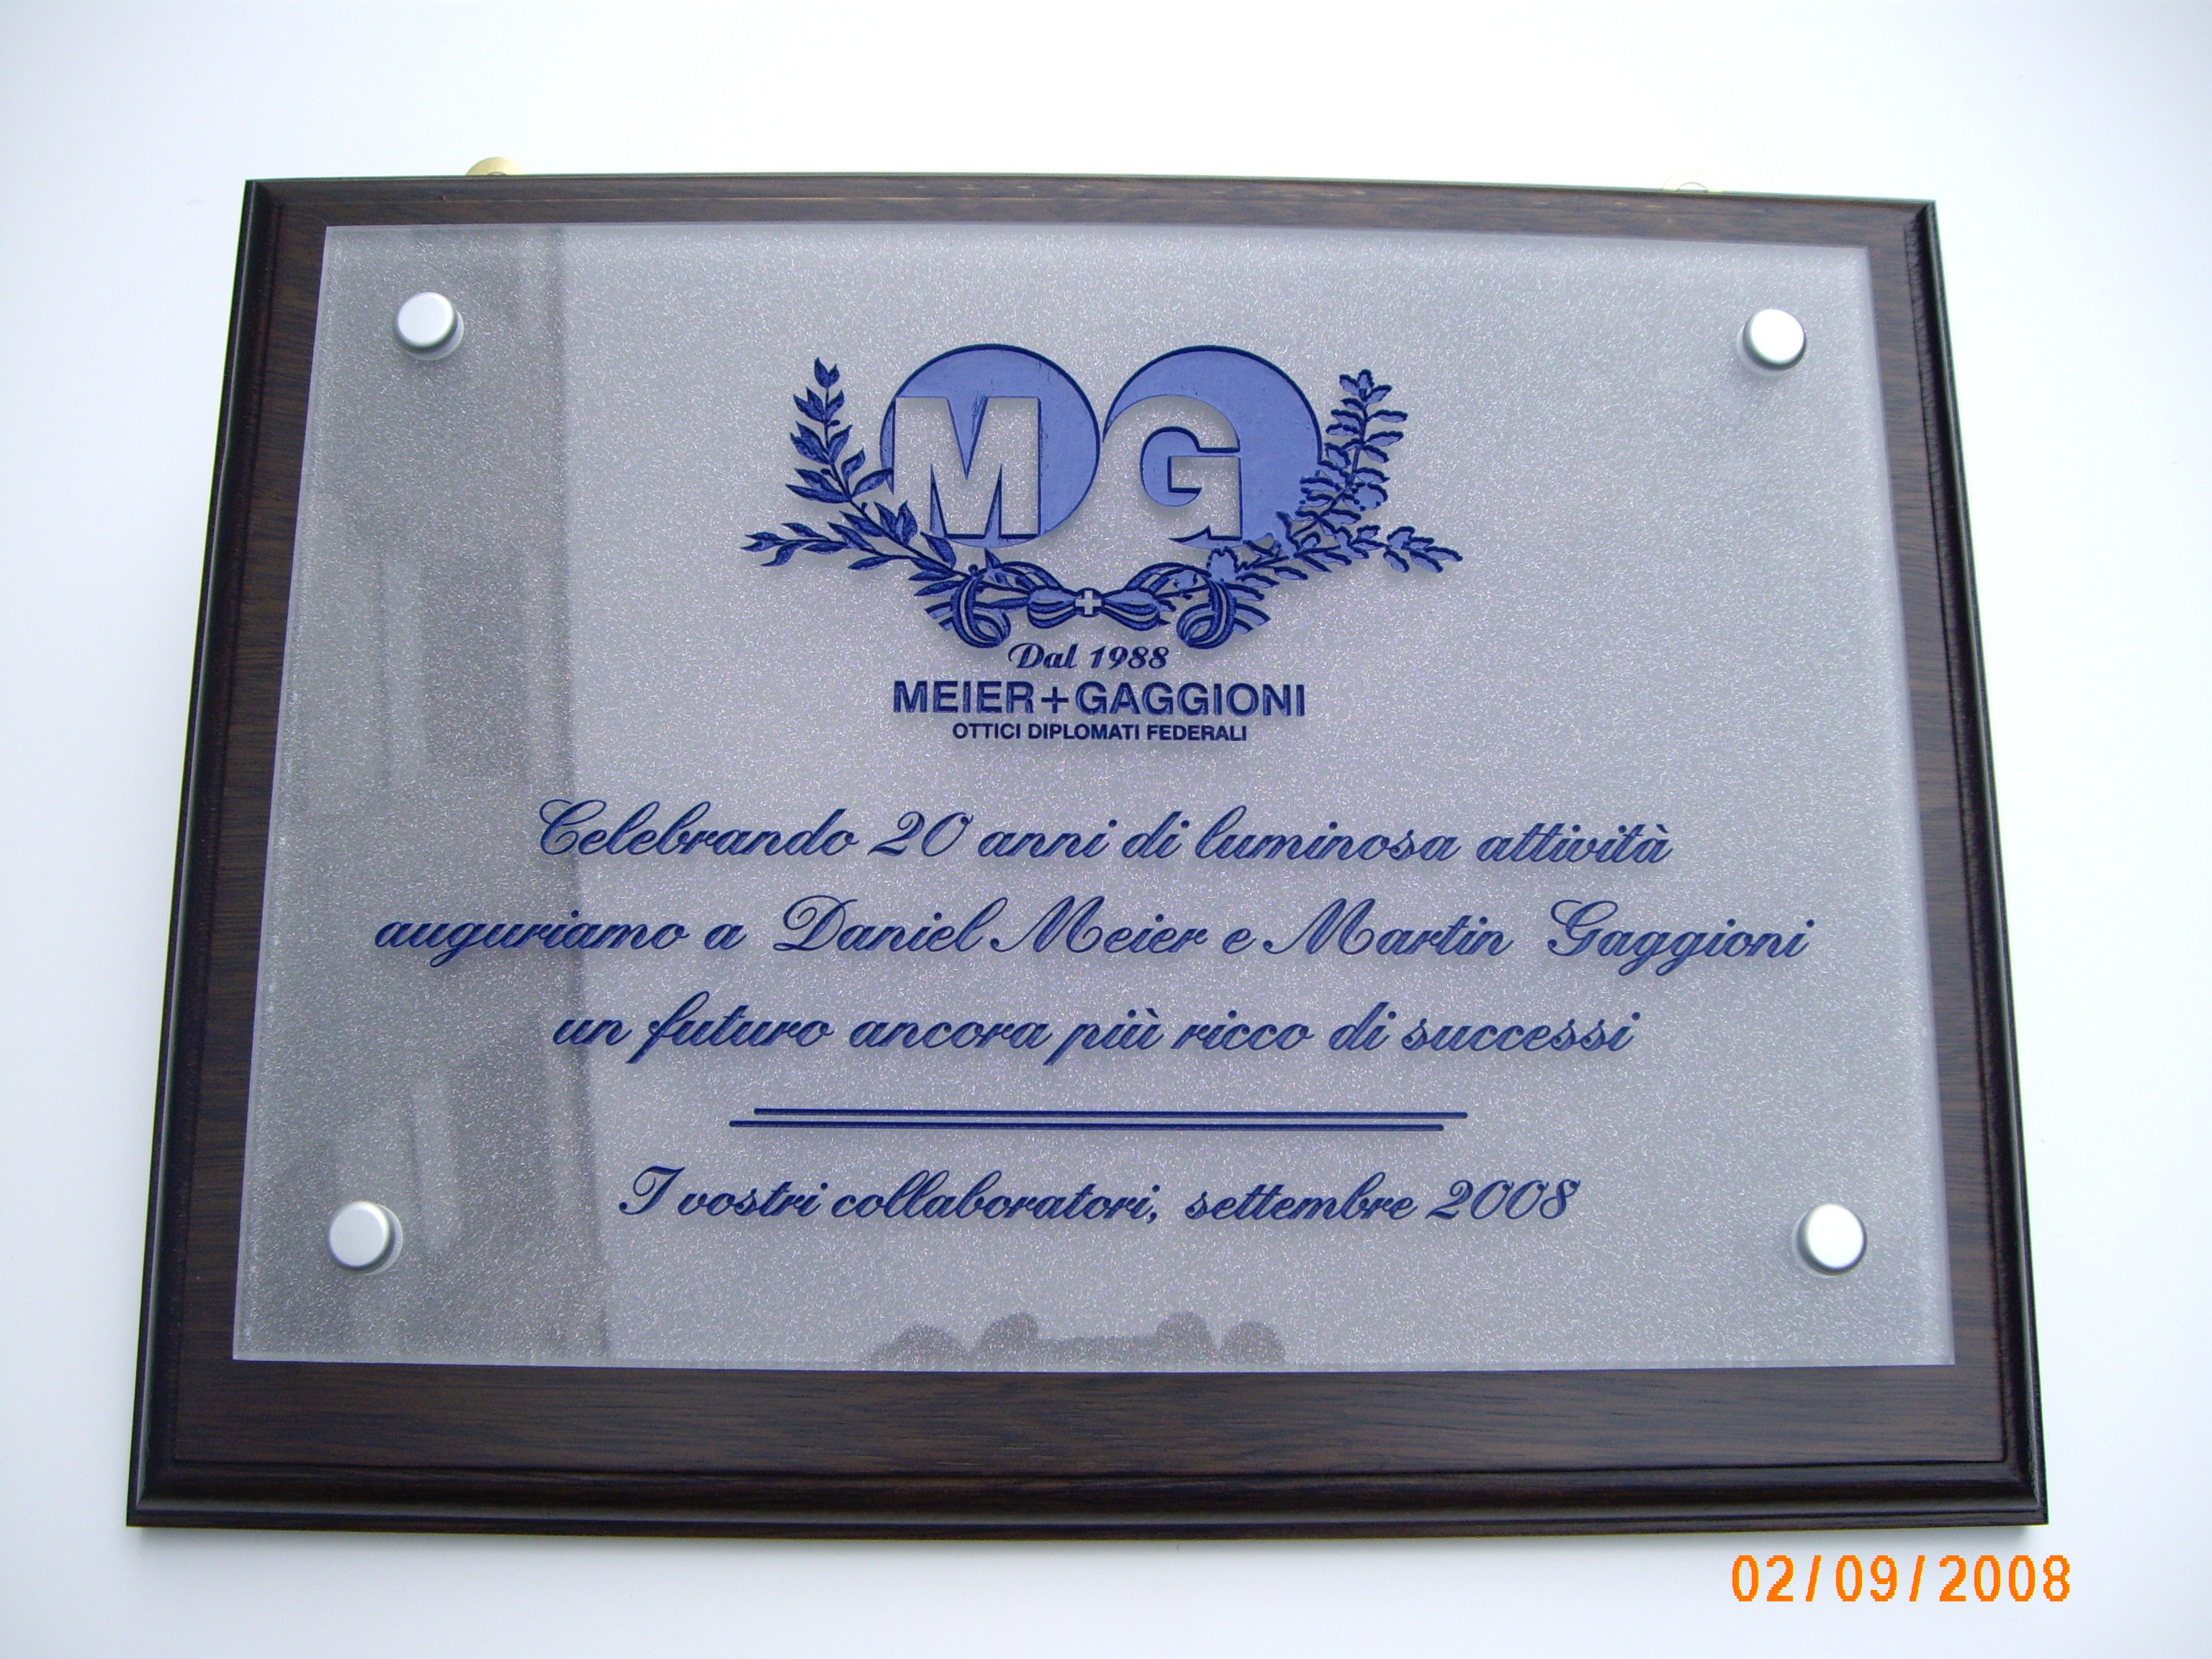 MG
Dal 1988
MEIER+GAGGIONI
OTTICI DIPLOMATI FEDERALI
Celebrando 20 anni di luminosa attività
auguriamo a Daniel Meier e Martin Gaggioni
un futuro ancora più ricco di successi
I vostri collaboratori, settembre 2008
02/09/2008